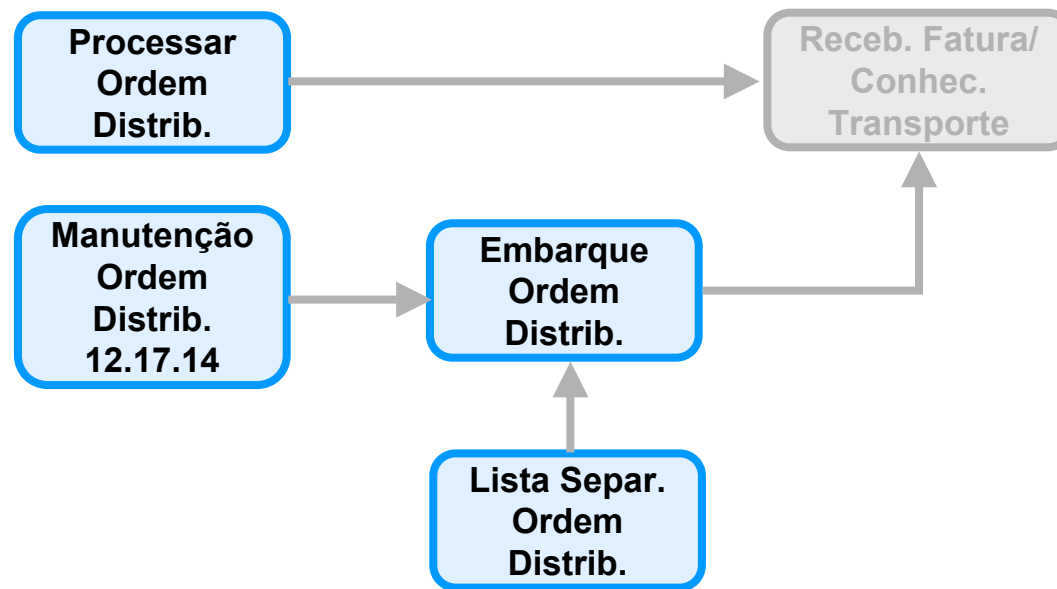 Processar
Ordem
Distrib.
Receb. Fatura/
Conhec.
Transporte
Manutenção
Ordem
Distrib.
12.17.14
Embarque
Ordem
Distrib.
Lista Separ.
Ordem
Distrib.